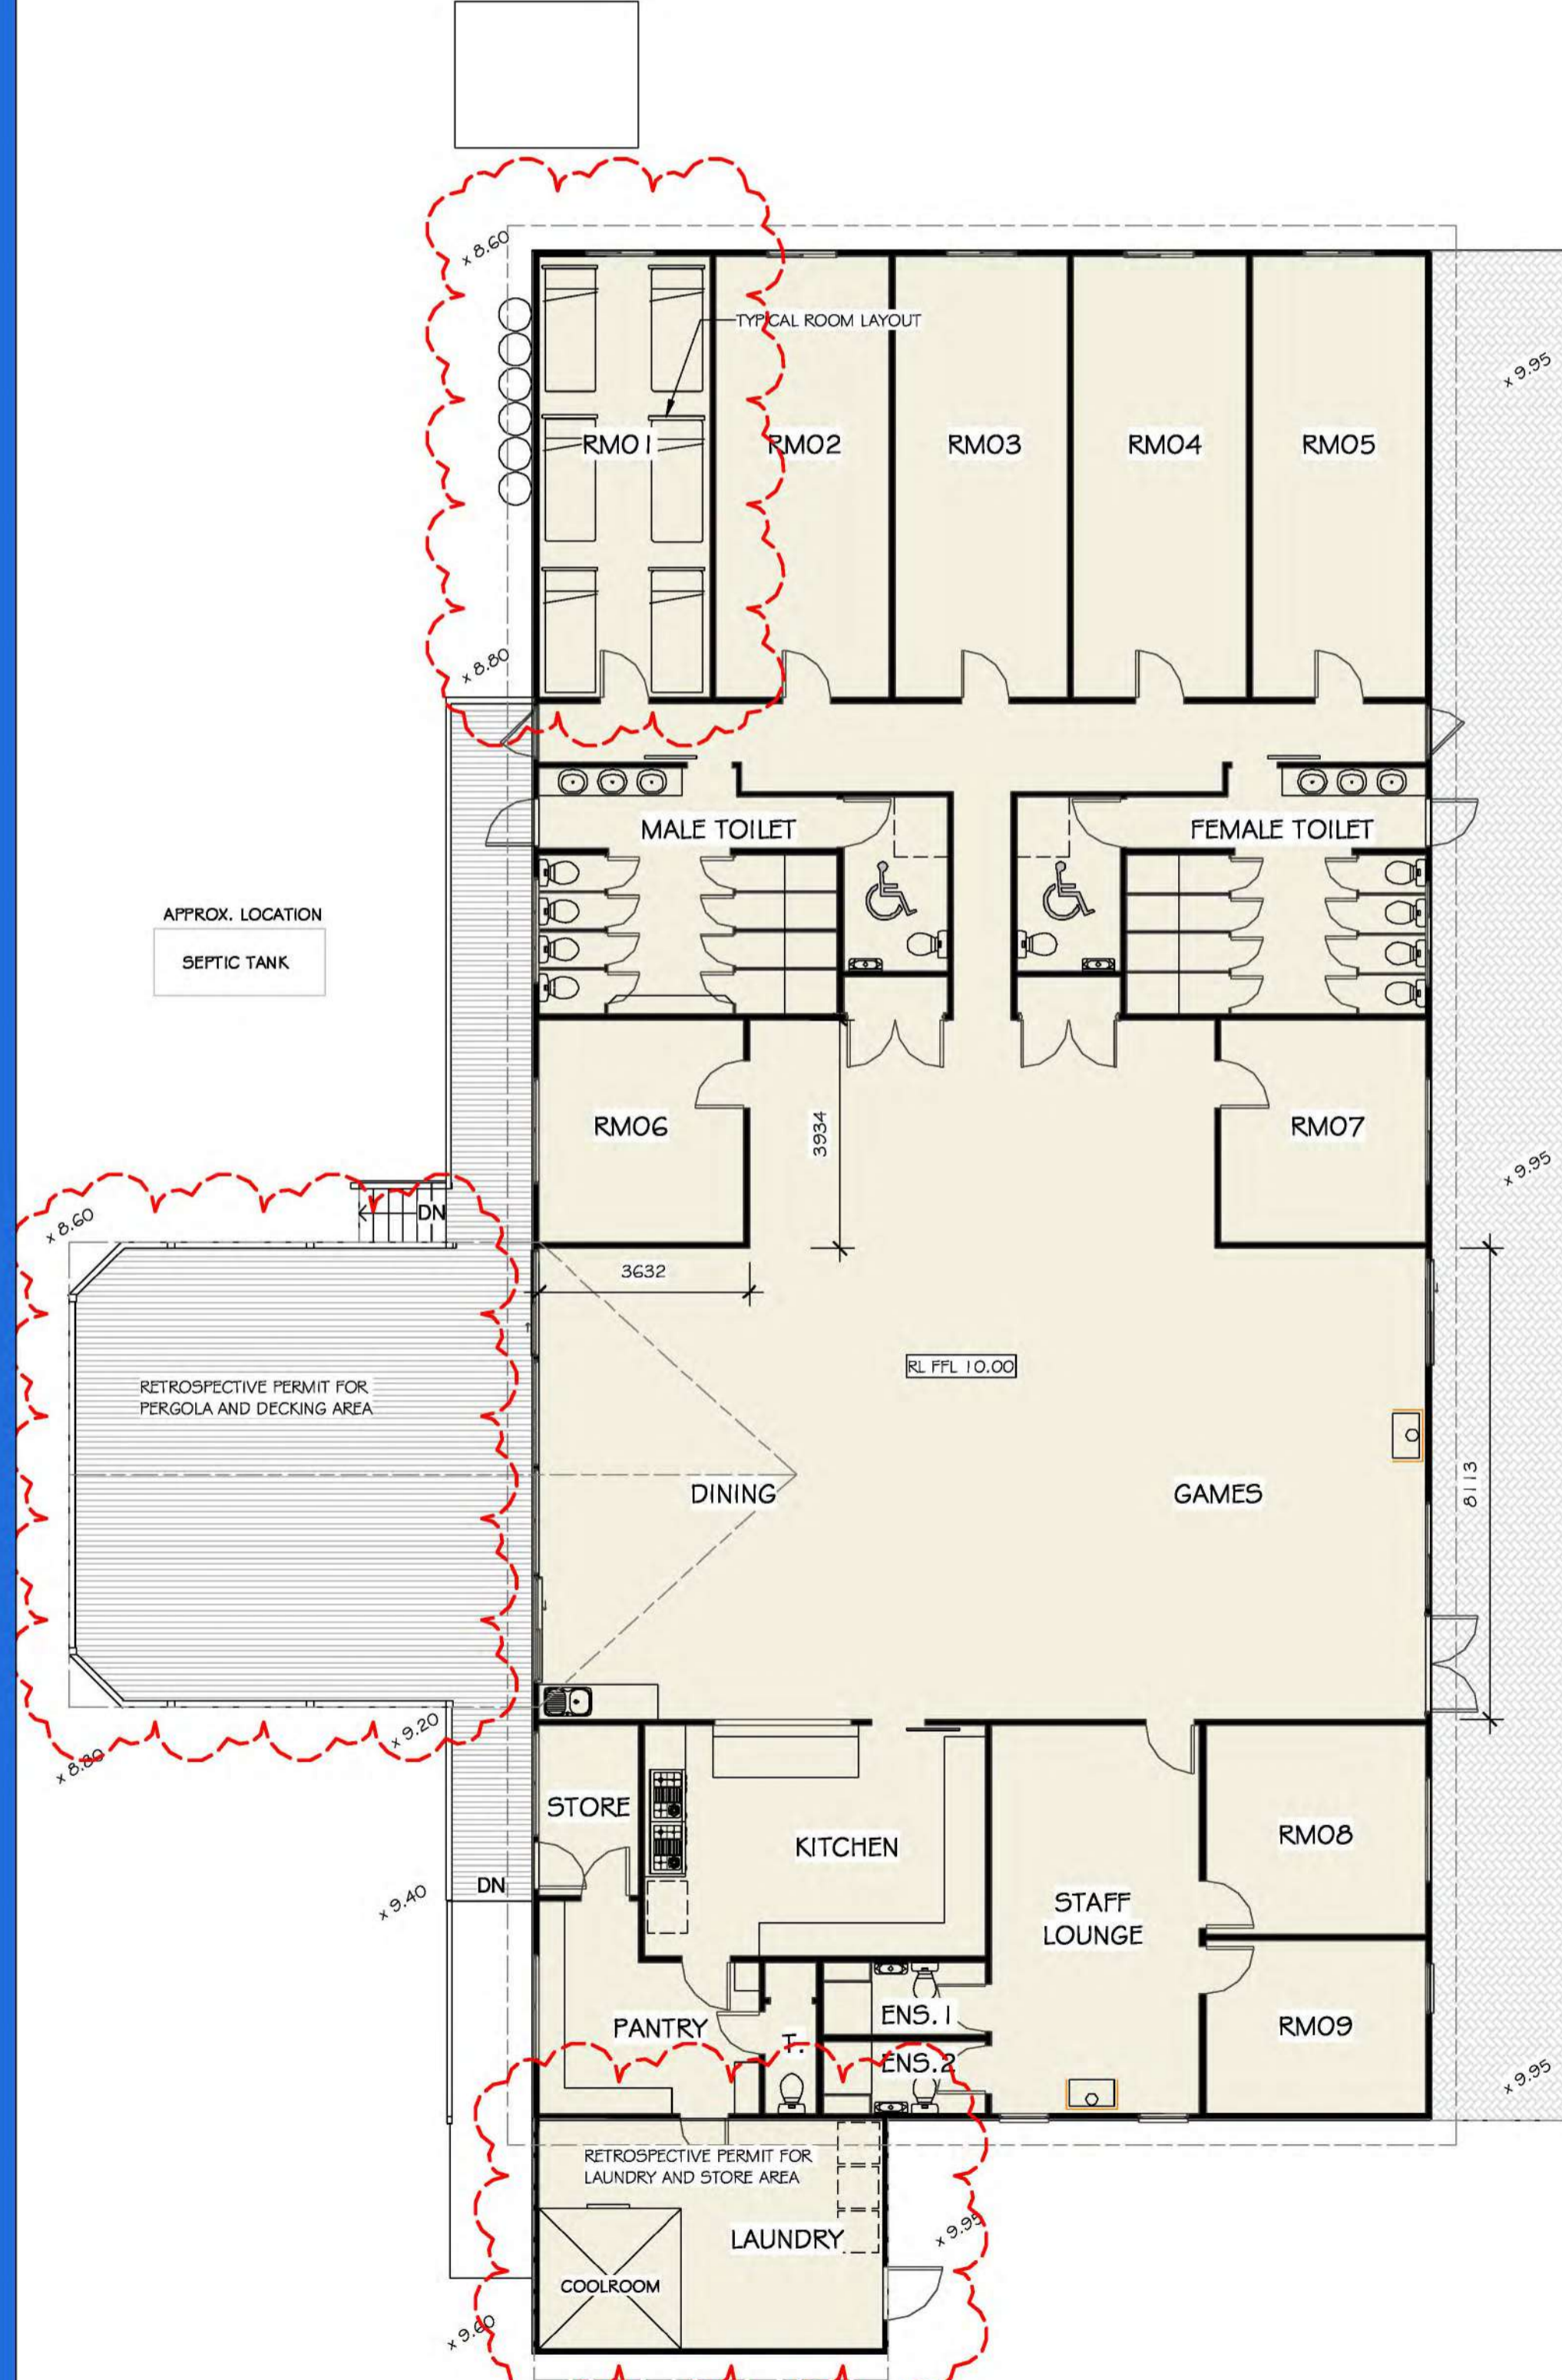 x 8.60
TYPICAL ROOM LAYOUT
x 9.95
RM01
RM02
RM03
RM04
RM05
x 8.80
MALE TOILET
FEMALE TOILET
APPROX. LOCATION
SEPTIC TANK
RM06
3934
RM07
x 9.95
DN
x 8.60
3632
RL FFL 10.00
RETROSPECTIVE PERMIT FOR
PERGOLA AND DECKING AREA
8113
DINING
GAMES
x 9.20
x 8.80
STORE
KITCHEN
RM08
DN
x 9.40
STAFF
LOUNGE
ENS.1
PANTRY
T.
RM09
ENS.2
x 9.95
RETROSPECTIVE PERMIT FOR
LAUNDRY AND STORE AREA
LAUNDRY
x 9.95
COOLROOM
x 9.60